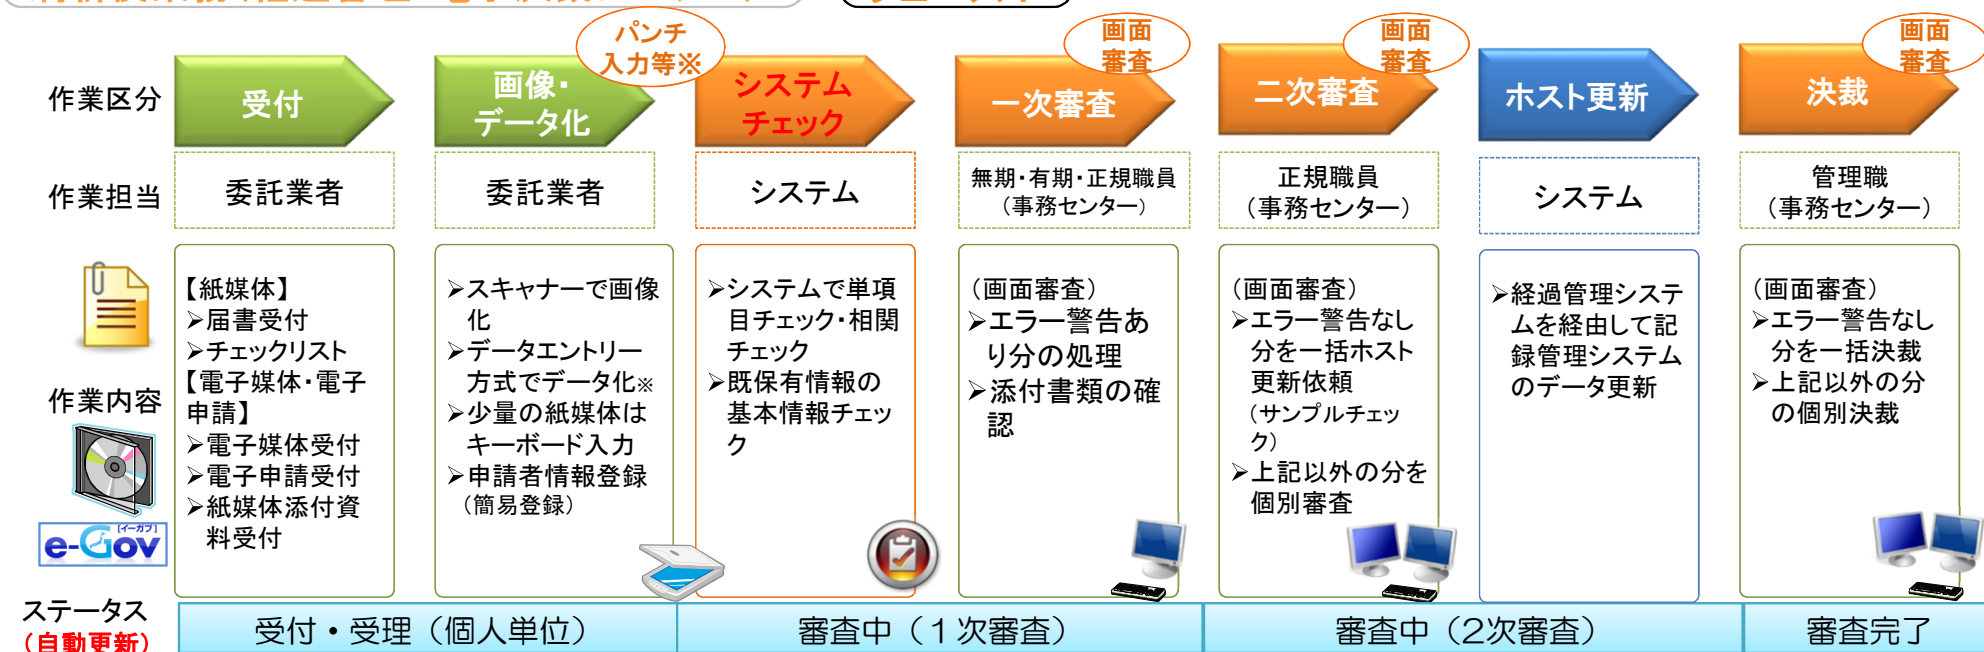 パンチ
入力等※
画面
審査
画面
審査
画面
審査
作業区分
受付
画像・
データ化
システム
チェック
一次審査
二次審査
ホスト更新
決裁
作業担当
委託業者
委託業者
システム
無期・有期・正規職員
（事務センター）
正規職員
（事務センター）
システム
管理職
（事務センター）
作業内容
【紙媒体】
➢届書受付
➢チェックリスト
【電子媒体・電子
申請】
➢電子媒体受付
➢電子申請受付
➢紙媒体添付資
料受付
➢スキャナーで画像
化
➢データエントリー
方式でデータ化※
➢少量の紙媒体は
キーボード入力
➢申請者情報登録
（簡易登録）
➢システムで単項
目チェック・相関
チェック
➢既保有情報の
基本情報チェッ
ク
（画面審査）
➢エラー警告あ
り分の処理
➢添付書類の確
認
（画面審査）
➢エラー警告なし
分を一括ホスト
更新依頼
（サンプルチェッ
ク）
➢上記以外の分を
個別審査
➢経過管理システ
ムを経由して記
録管理システム
のデータ更新
（画面審査）
➢エラー警告なし
分を一括決裁
➢上記以外の分
の個別決裁
[イーガブ]
e-Gov
ステータス
（自動更新）
受付・受理（個人単位）
審査中（１次審査）
審査中（２次審査）
審査完了